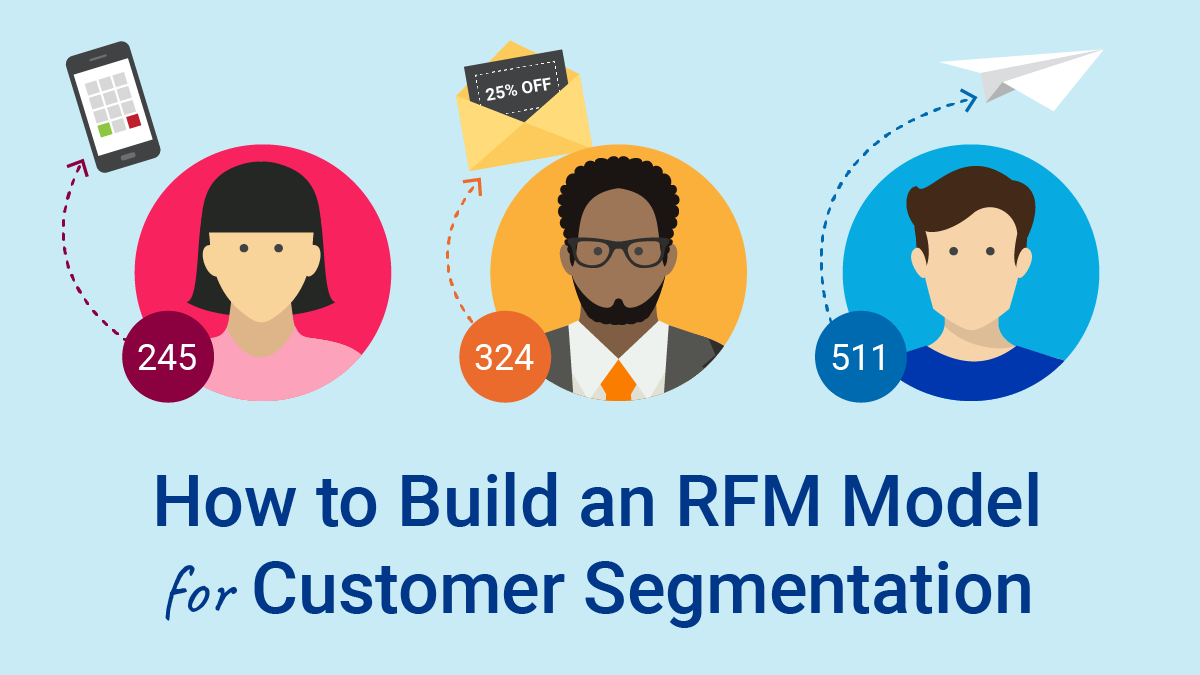 25% OFF
245
324
511
How to Build an RFM Model
for Customer Segmentation